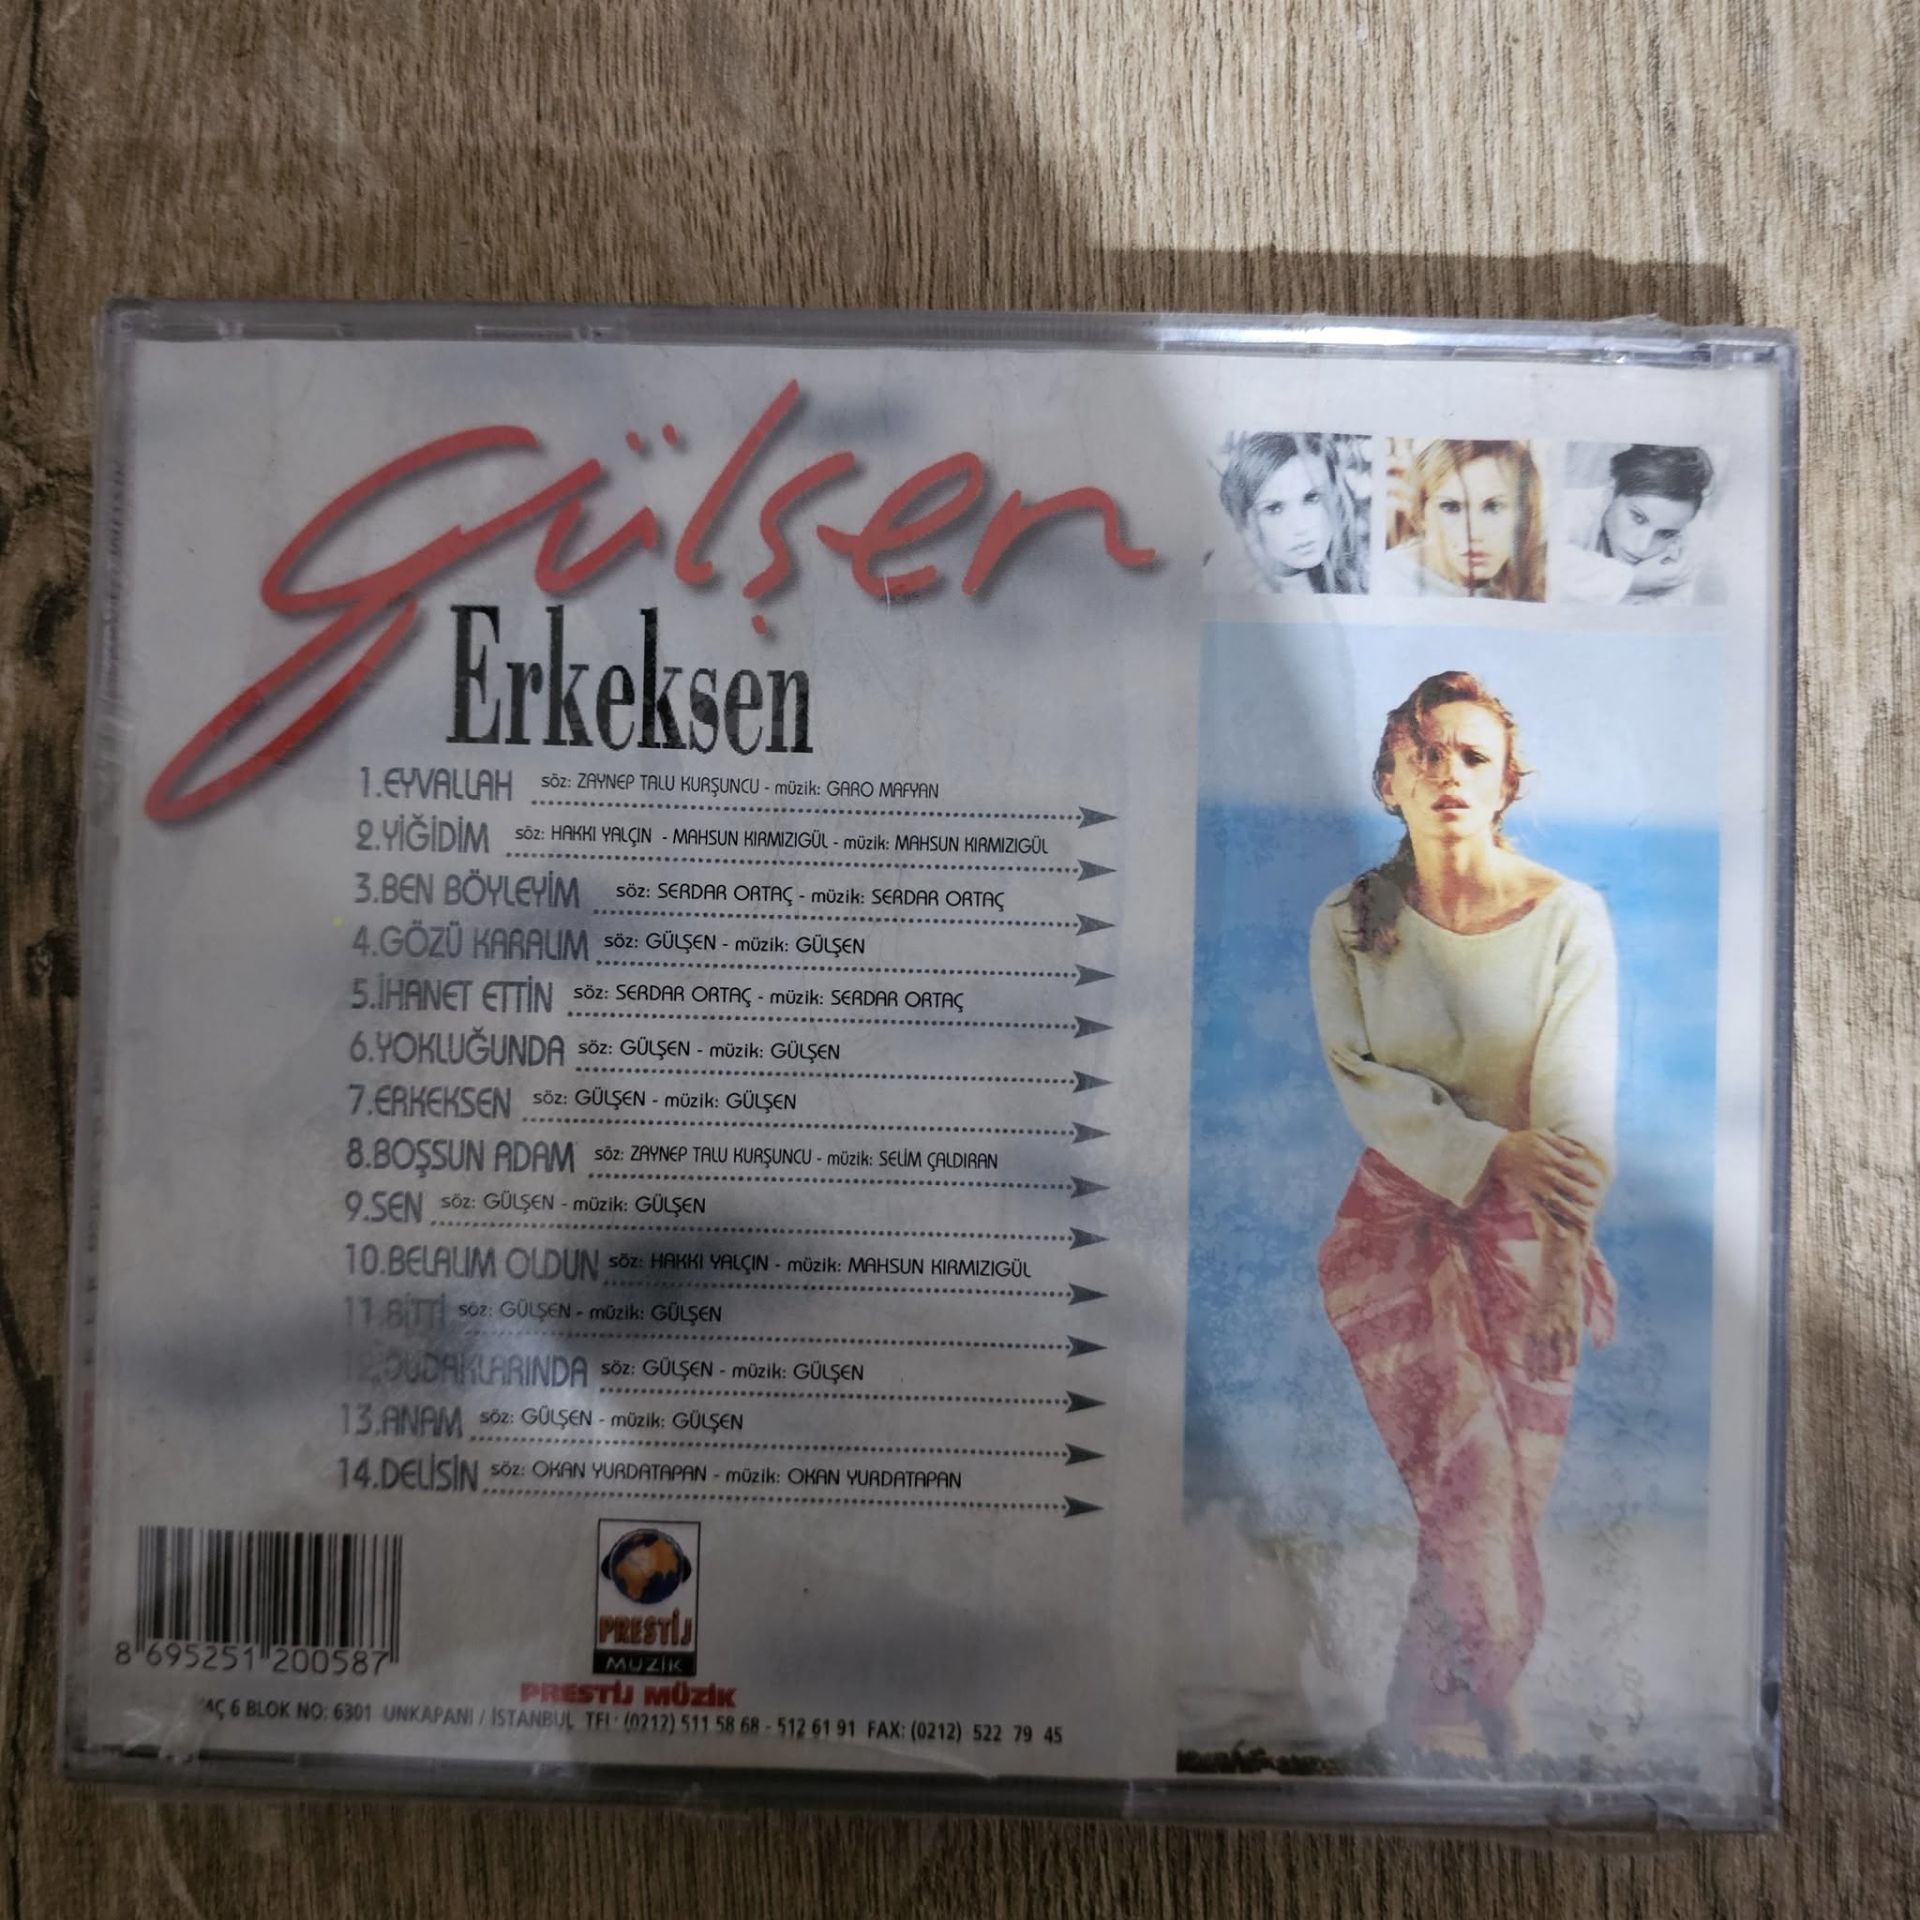 gülşen
Erkeksen
1.EYVALLAH söz: ZAYNEP TALU KURŞUNCU - müzik: GARO MAFYAN
2.YİĞİDİM söz: HAKKI YALÇIN - MAHSUN KIRMIZIGÜL - müzik: MAHSUN KIRMIZIGÜL
3.BEN BÖYLEYİM söz: SERDAR ORTAÇ - müzik: SERDAR ORTAÇ
4.GÖZÜ KARALIM söz: GÜLŞEN - müzik: GÜLŞEN
5.İHANET ETTİN söz: SERDAR ORTAÇ - müzik: SERDAR ORTAÇ
6.YOKLUĞUNDA söz: GÜLŞEN - müzik: GÜLŞEN
7.ERKEKSEN söz: GÜLŞEN - müzik: GÜLŞEN
8.BOŞSUN ADAM söz: ZAYNEP TALU KURŞUNCU - müzik: SELİM ÇALDIRAN
9.SEN söz: GÜLŞEN - müzik: GÜLŞEN
10.BELALIM OLDUN söz: HAKKI YALÇIN - müzik: MAHSUN KIRMIZIGÜL
11.BİTTİ söz: GÜLŞEN - müzik: GÜLŞEN
12.DUDAKLARINDA söz: GÜLŞEN - müzik: GÜLŞEN
13.ANAM söz: GÜLŞEN - müzik: GÜLŞEN
14.DELİSİN söz: OKAN YURDATAPAN - müzik: OKAN YURDATAPAN
8 695251 200587
PRESTİJ
MÜZİK
PRESTİJ MÜZİK
6 BLOK NO: 6301 UNKAPANI / İSTANBUL TEL: (0212) 511 58 68 - 512 61 91 FAX: (0212) 522 79 45